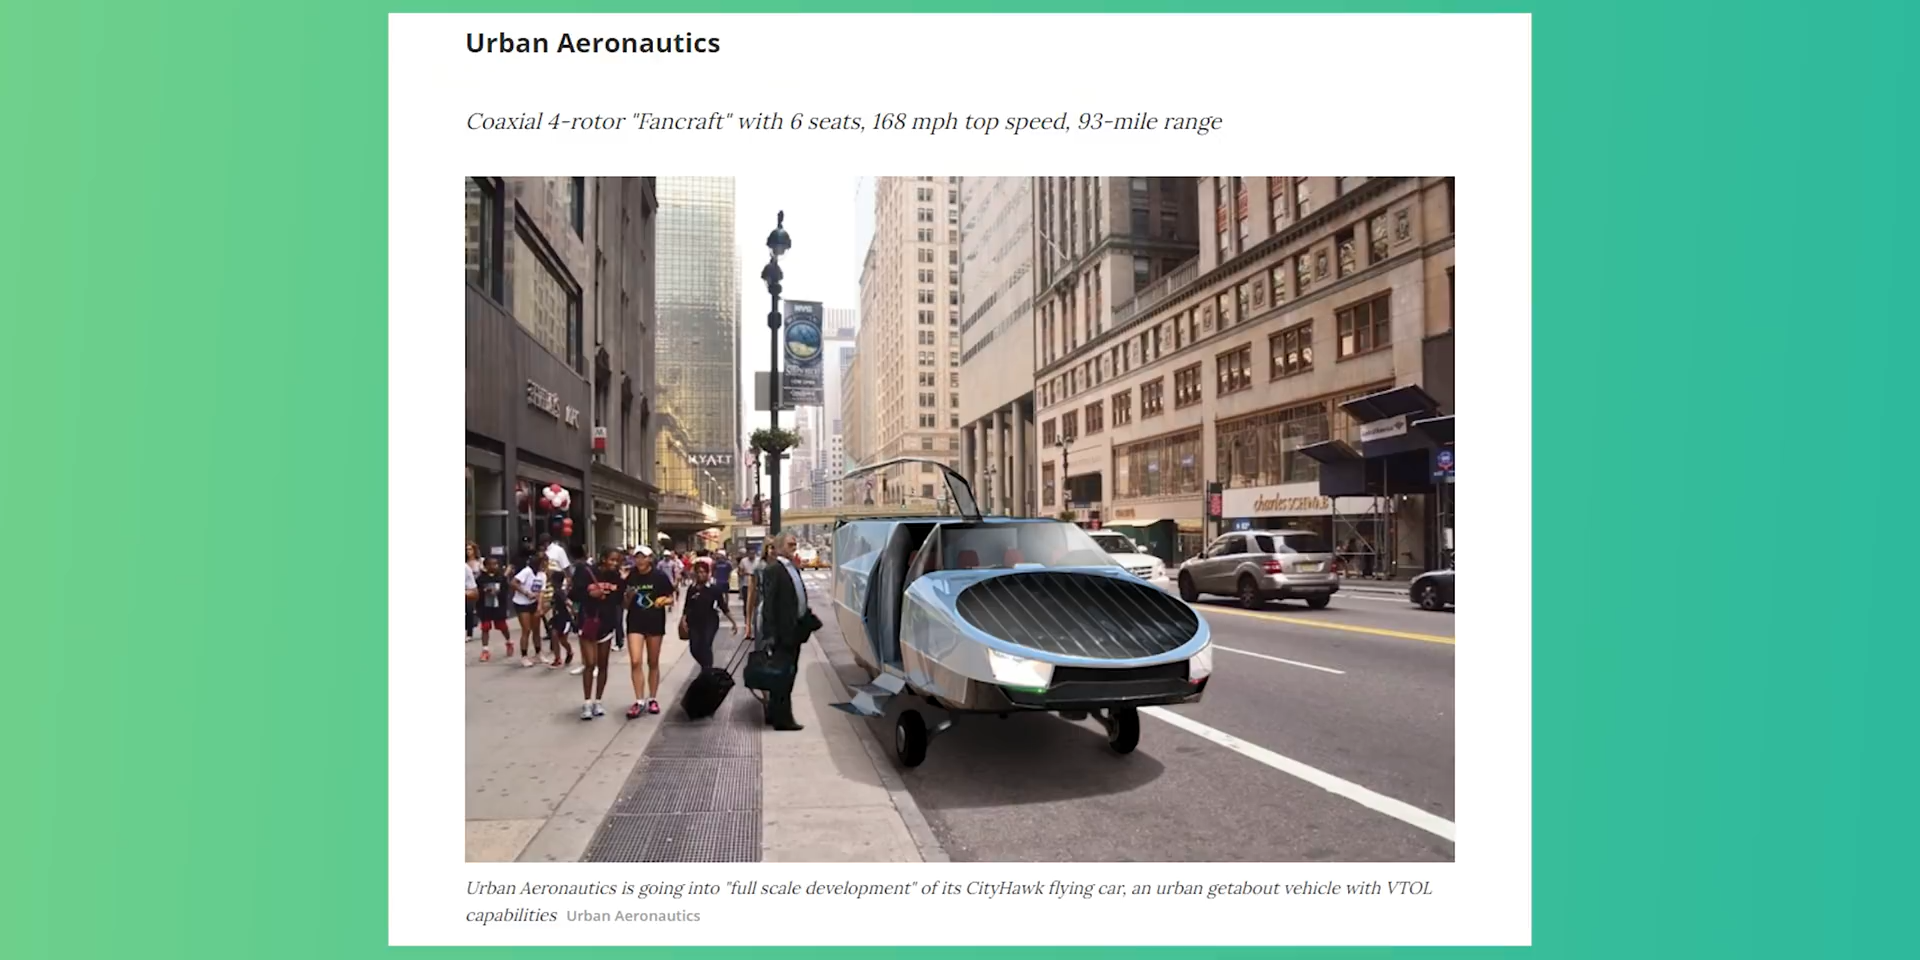 Urban Aeronautics
Coaxial 4-rotor "Fancraft" with 6 seats, 168 mph top speed, 93-mile range
NYC
HYATT
charles SCHWAB
Urban Aeronautics is going into "full scale development" of its CityHawk flying car, an urban getabout vehicle with VTOL
capabilities Urban Aeronautics